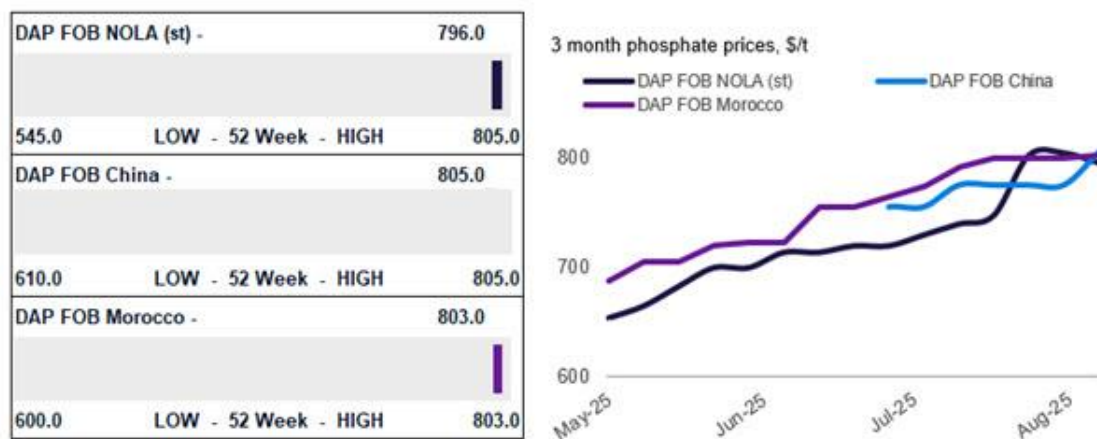 DAP FOB NOLA (st) - 796.0
545.0 LOW - 52 Week - HIGH 805.0
DAP FOB China - 805.0
610.0 LOW - 52 Week - HIGH 805.0
DAP FOB Morocco - 803.0
600.0 LOW - 52 Week - HIGH 803.0
3 month phosphate prices, $/t
DAP FOB NOLA (st) DAP FOB China
DAP FOB Morocco
800
700
600
May-25 Jun-25 Jul-25 Aug-25